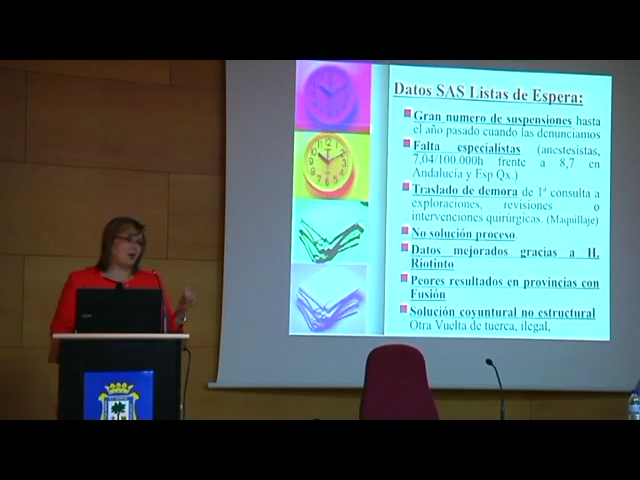 Datos SAS Listas de Espera:
Gran numero de suspensiones hasta
el año pasado cuando las denunciamos
Falta especialistas (anestesistas,
7,04/100.000h frente a 8,7 en
Andalucía y Esp Qx.)
Traslado de demora de 1ª consulta a
exploraciones, revisiones o
intervenciones quirúrgicas. (Maquillaje)
No solución proceso
Datos mejorados gracias a H.
Riotinto
Peores resultados en provincias con
Fusión
Solución coyuntural no estructural
Otra Vuelta de tuerca, ilegal,